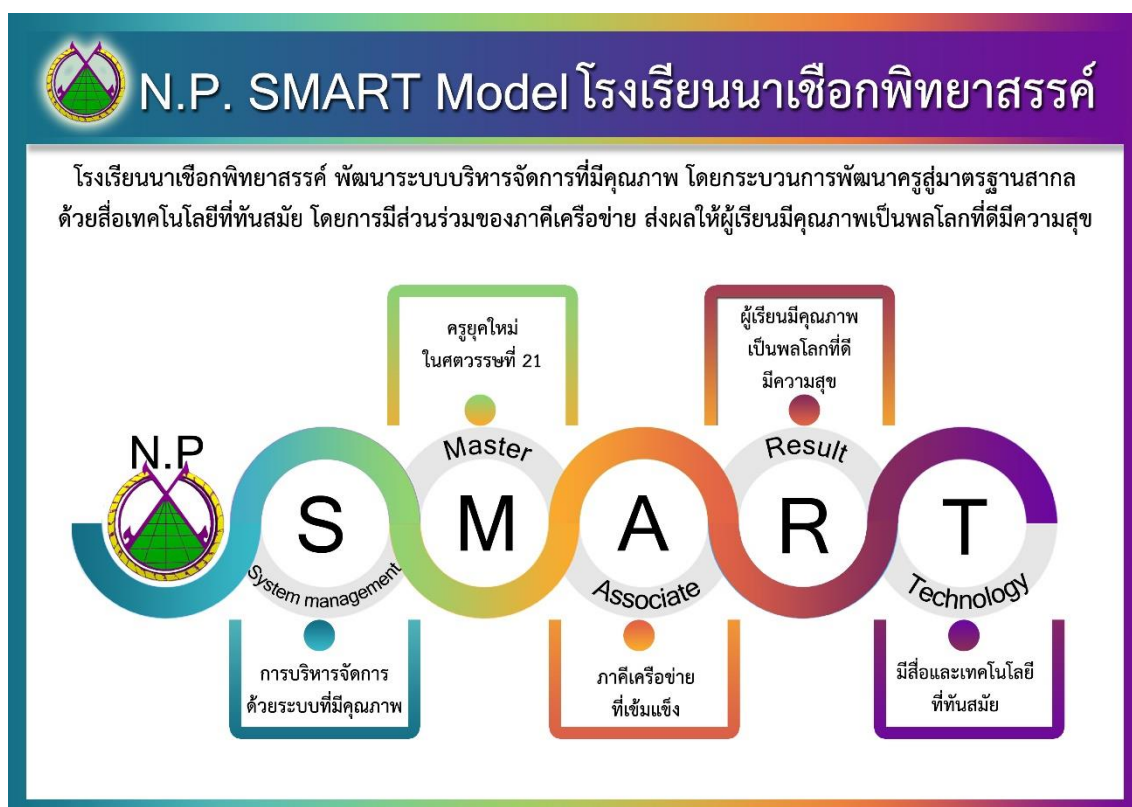 N.P. SMART Model โรงเรียนนาเชือกพิทยาสรรค์
โรงเรียนนาเชือกพิทยาสรรค์ พัฒนาระบบบริหารจัดการที่มีคุณภาพ โดยกระบวนการพัฒนาครูสู่มาตรฐานสากล
ด้วยสื่อเทคโนโลยีที่ทันสมัย โดยการมีส่วนร่วมของภาคีเครือข่าย ส่งผลให้ผู้เรียนมีคุณภาพเป็นพลโลกที่ดีมีความสุข
N.P
S
System management
การบริหารจัดการ
ด้วยระบบที่มีคุณภาพ
ครูยุคใหม่
ในศตวรรษที่ 21
Master
M
A
Associate
ภาคีเครือข่าย
ที่เข้มแข็ง
ผู้เรียนมีคุณภาพ
เป็นพลโลกที่ดี
มีความสุข
Result
R
T
Technology
มีสื่อและเทคโนโลยี
ที่ทันสมัย